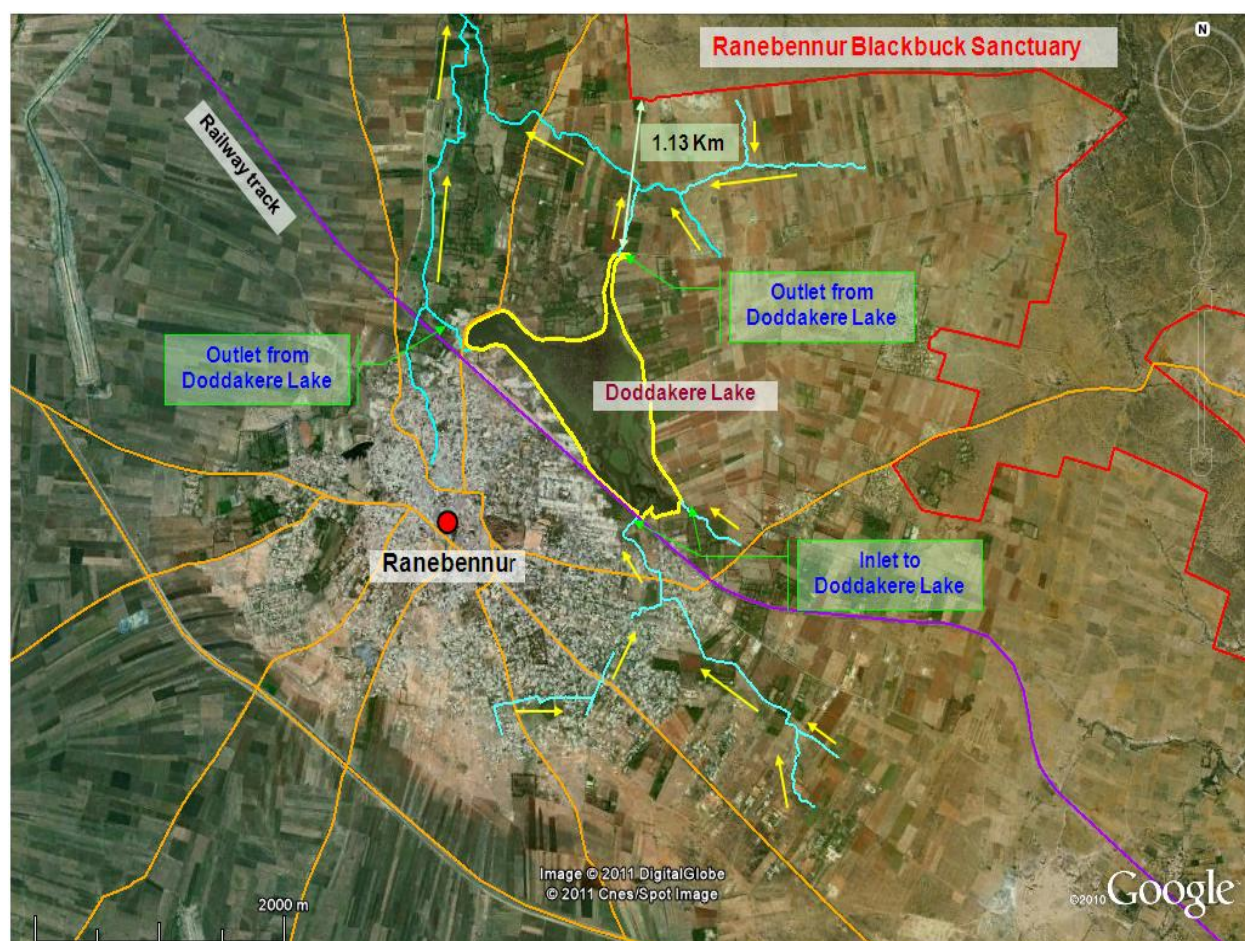 N
Ranebennur Blackbuck Sanctuary
1.13 Km
Railway track
Outlet from
Doddakere Lake
Outlet from
Doddakere Lake
Doddakere Lake
Ranebennur
Inlet to
Doddakere Lake
Image © 2011 DigitalGlobe
© 2011 Cnes/Spot Image
2000 m
©2010 Google